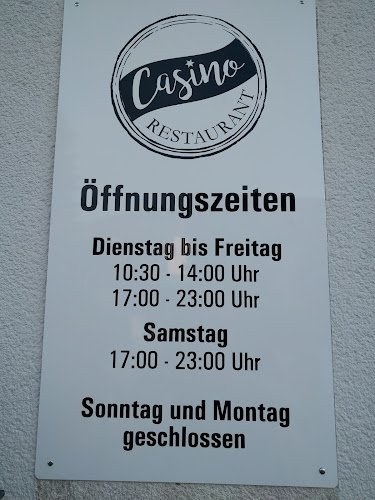 Casino
RESTAURANT
Öffnungszeiten
Dienstag bis Freitag
10:30 - 14:00 Uhr
17:00 - 23:00 Uhr
Samstag
17:00 - 23:00 Uhr
Sonntag und Montag
geschlossen